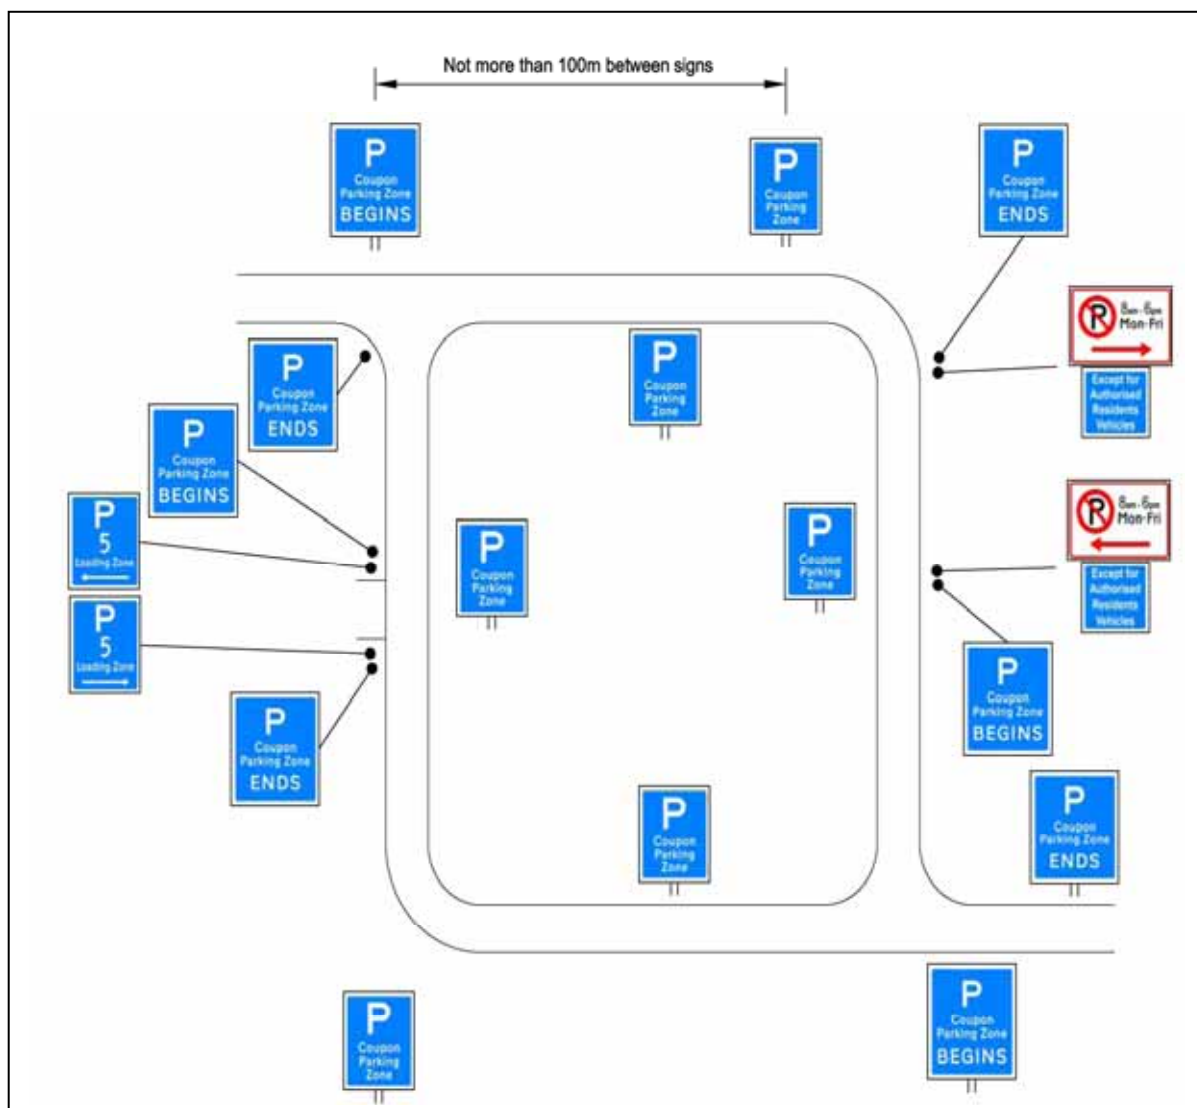 Not more than 100m between signs
P
Coupon
Parking Zone
BEGINS
P
Coupon
Parking
Zone
P
Coupon
Parking Zone
ENDS
P
8am - 6pm
Mon-Fri
Except for
Authorised
Residents
Vehicles
P
Coupon
Parking Zone
ENDS
P
Coupon
Parking
Zone
P
Coupon
Parking Zone
BEGINS
P
5
Loading Zone
P
Coupon
Parking
Zone
P
Coupon
Parking
Zone
P
8am - 6pm
Mon-Fri
Except for
Authorised
Residents
Vehicles
P
5
Loading Zone
P
Coupon
Parking Zone
ENDS
P
Coupon
Parking Zone
BEGINS
P
Coupon
Parking
Zone
P
Coupon
Parking Zone
ENDS
P
Coupon
Parking
Zone
P
Coupon
Parking Zone
BEGINS